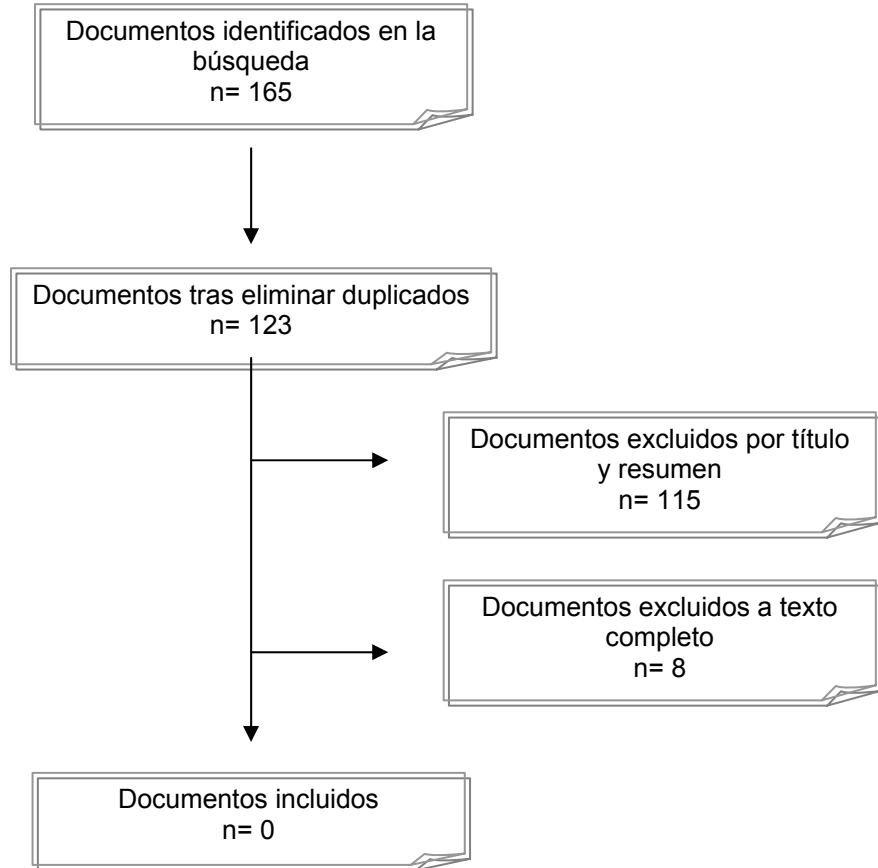 Documentos identificados en la
búsqueda
n= 165
Documentos tras eliminar duplicados
n= 123
Documentos excluidos por título
y resumen
n= 115
Documentos excluidos a texto
completo
n= 8
Documentos incluidos
n= 0